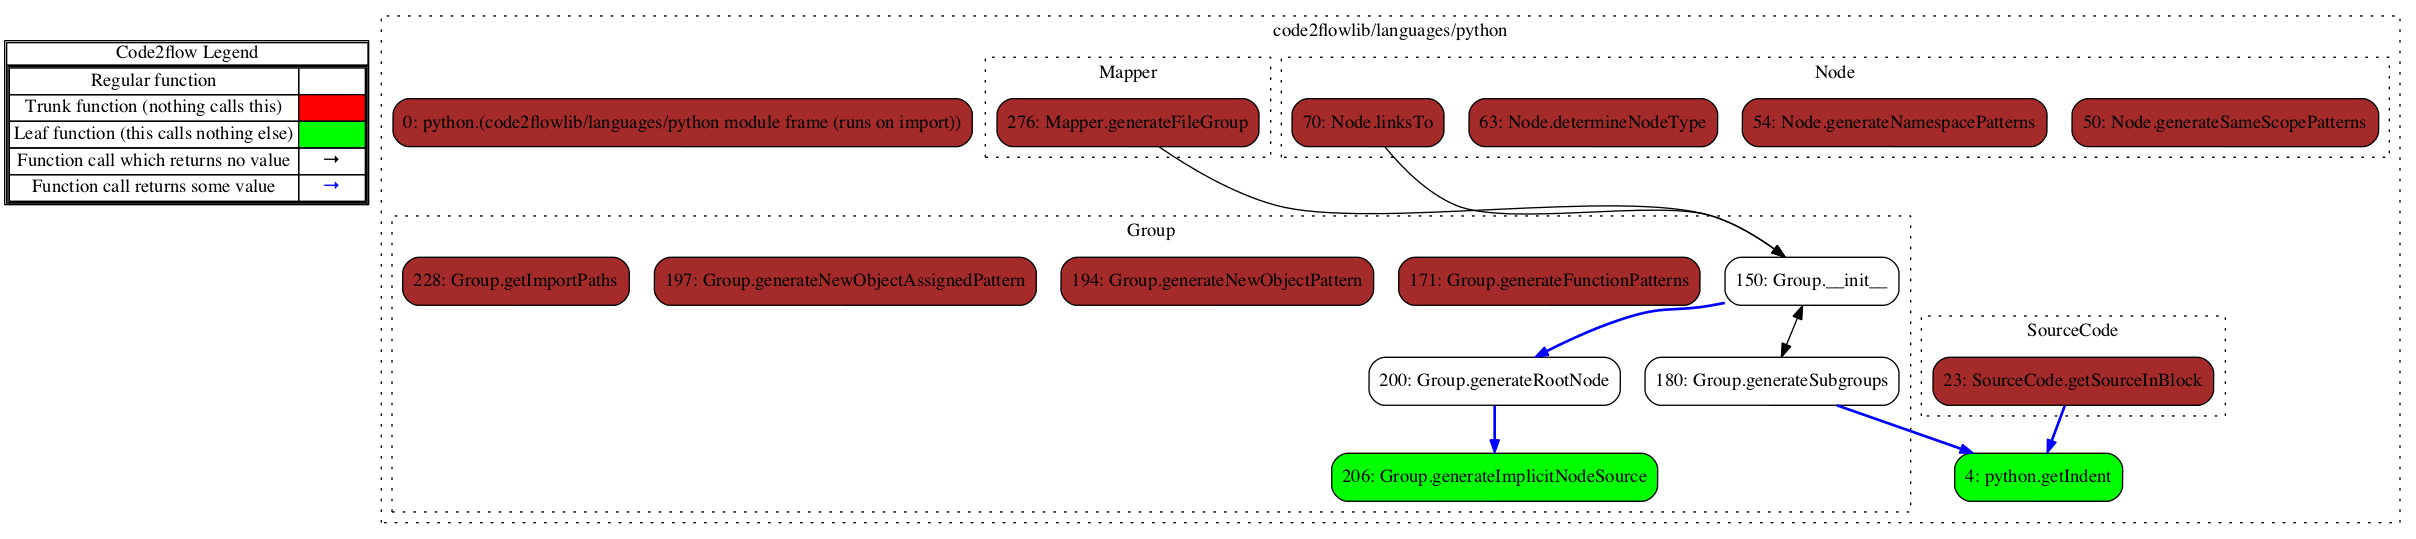 Code2flow Legend
Regular function
Trunk function (nothing calls this)
Leaf function (this calls nothing else)
Function call which returns no value →
Function call returns some value →
code2flowlib/languages/python
Mapper
Node
0: python.(code2flowlib/languages/python module frame (runs on import))
276: Mapper.generateFileGroup
70: Node.linksTo
63: Node.determineNodeType
54: Node.generateNamespacePatterns
50: Node.generateSameScopePatterns
Group
228: Group.getImportPaths
197: Group.generateNewObjectAssignedPattern
194: Group.generateNewObjectPattern
171: Group.generateFunctionPatterns
150: Group.__init__
SourceCode
200: Group.generateRootNode
180: Group.generateSubgroups
23: SourceCode.getSourceInBlock
206: Group.generateImplicitNodeSource
4: python.getIndent